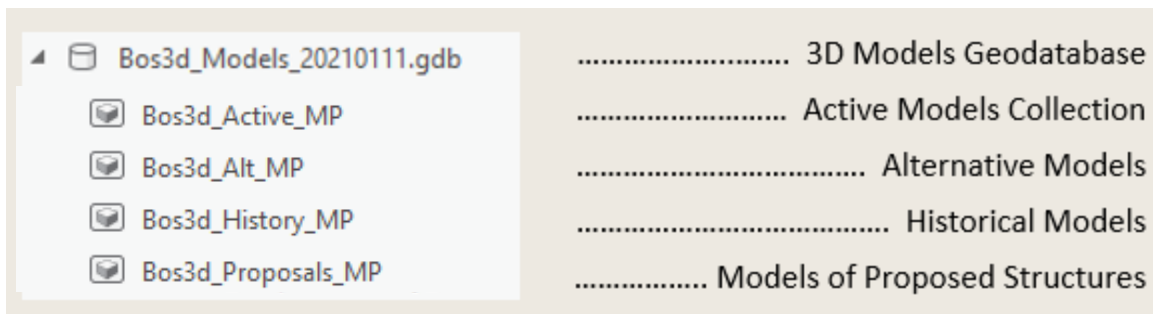 Bos3d_Models_20210111.gdb ........................... 3D Models Geodatabase
Bos3d_Active_MP ........................... Active Models Collection
Bos3d_Alt_MP ..................................... Alternative Models
Bos3d_History_MP ........................................ Historical Models
Bos3d_Proposals_MP ................. Models of Proposed Structures